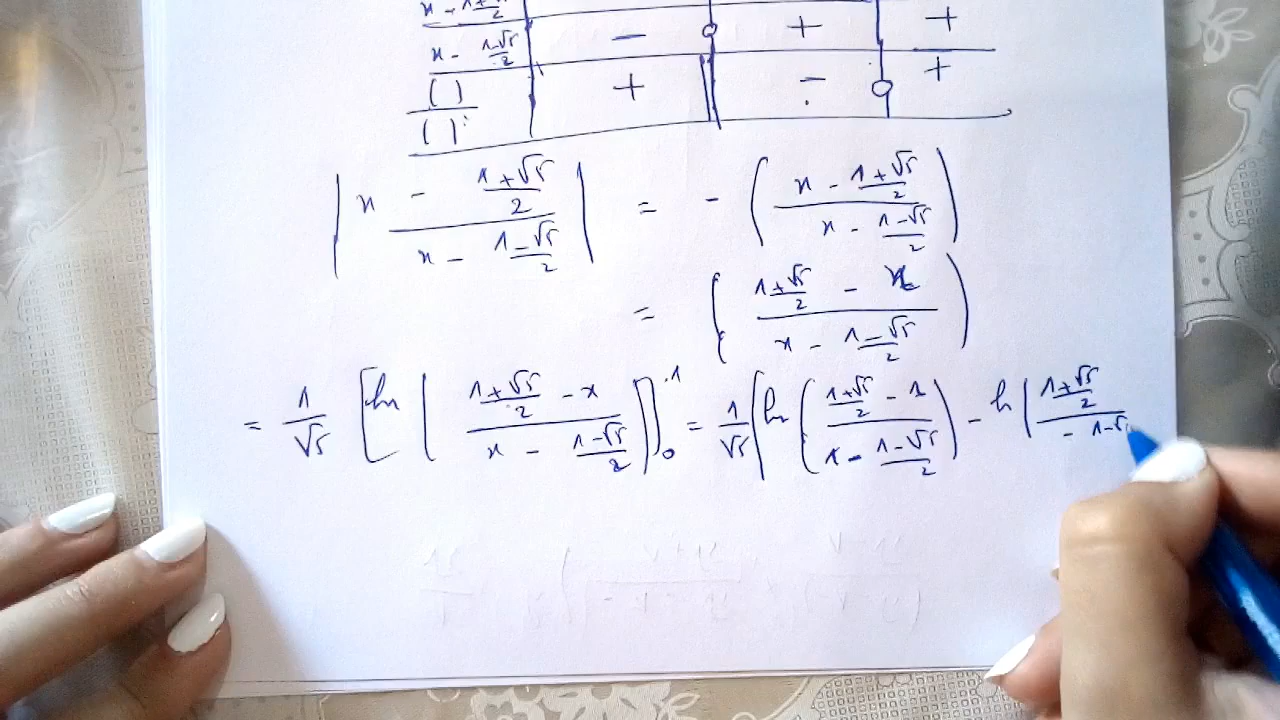 x - (1+√5)/2
x - (1-√5)/2 | - | + | +
( )/( ) | + | - | +
| (x - (1+√5)/2)/(x - (1-√5)/2) | = - ( (x - (1+√5)/2)/(x - (1-√5)/2) )
= ( ((1+√5)/2 - x)/(x - (1-√5)/2) )
= 1/√5 [ ln ( ((1+√5)/2 - x)/(x - (1-√5)/2) ) ]₀¹ = 1/√5 ( ln ( ((1+√5)/2 - 1)/(1 - (1-√5)/2) ) - ln ( ((1+√5)/2)/(- 1-√5